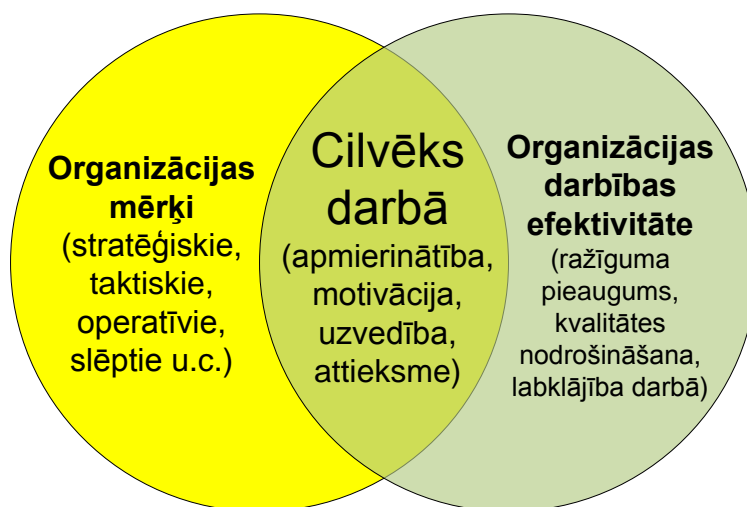 Organizācijas
mērķi
(stratēģiskie,
taktiskie,
operatīvie,
slēptie u.c.)
Cilvēks
darbā
(apmierinātība,
motivācija,
uzvedība,
attieksme)
Organizācijas
darbības
efektivitāte
(ražīguma
pieaugums,
kvalitātes
nodrošināšana,
labklājība darbā)